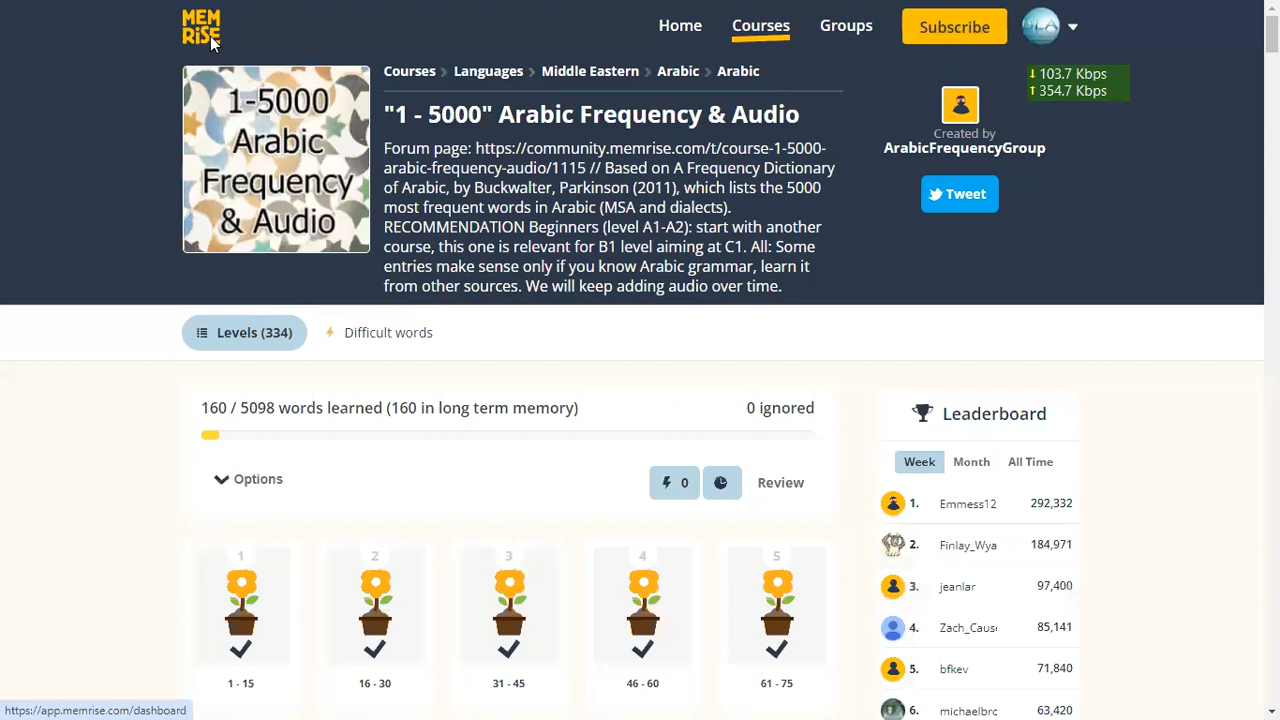 MEM
RiSE
Home
Courses
Groups
Subscribe
Courses
Languages
Middle Eastern
Arabic
Arabic
103.7 Kbps
354.7 Kbps
1-5000
Arabic
Frequency
& Audio
"1 - 5000" Arabic Frequency & Audio
Forum page: https://community.memrise.com/t/course-1-5000-
arabic-frequency-audio/1115 // Based on A Frequency Dictionary
of Arabic, by Buckwalter, Parkinson (2011), which lists the 5000
most frequent words in Arabic (MSA and dialects).
RECOMMENDATION Beginners (level A1-A2): start with another
course, this one is relevant for B1 level aiming at C1. All: Some
entries make sense only if you know Arabic grammar, learn it
from other sources. We will keep adding audio over time.
Created by
ArabicFrequencyGroup
Tweet
Levels (334)
Difficult words
160 / 5098 words learned (160 in long term memory)
0 ignored
Options
0
Review
1
2
3
4
5
1 - 15
16 - 30
31 - 45
46 - 60
61 - 75
Leaderboard
Week
Month
All Time
1. Emmess12 292,332
2. Finlay_Wya 184,971
3. jeanlar 97,400
4. Zach_Cause 85,141
5. bfkev 71,840
6. michaelbro 63,420
https://app.memrise.com/dashboard